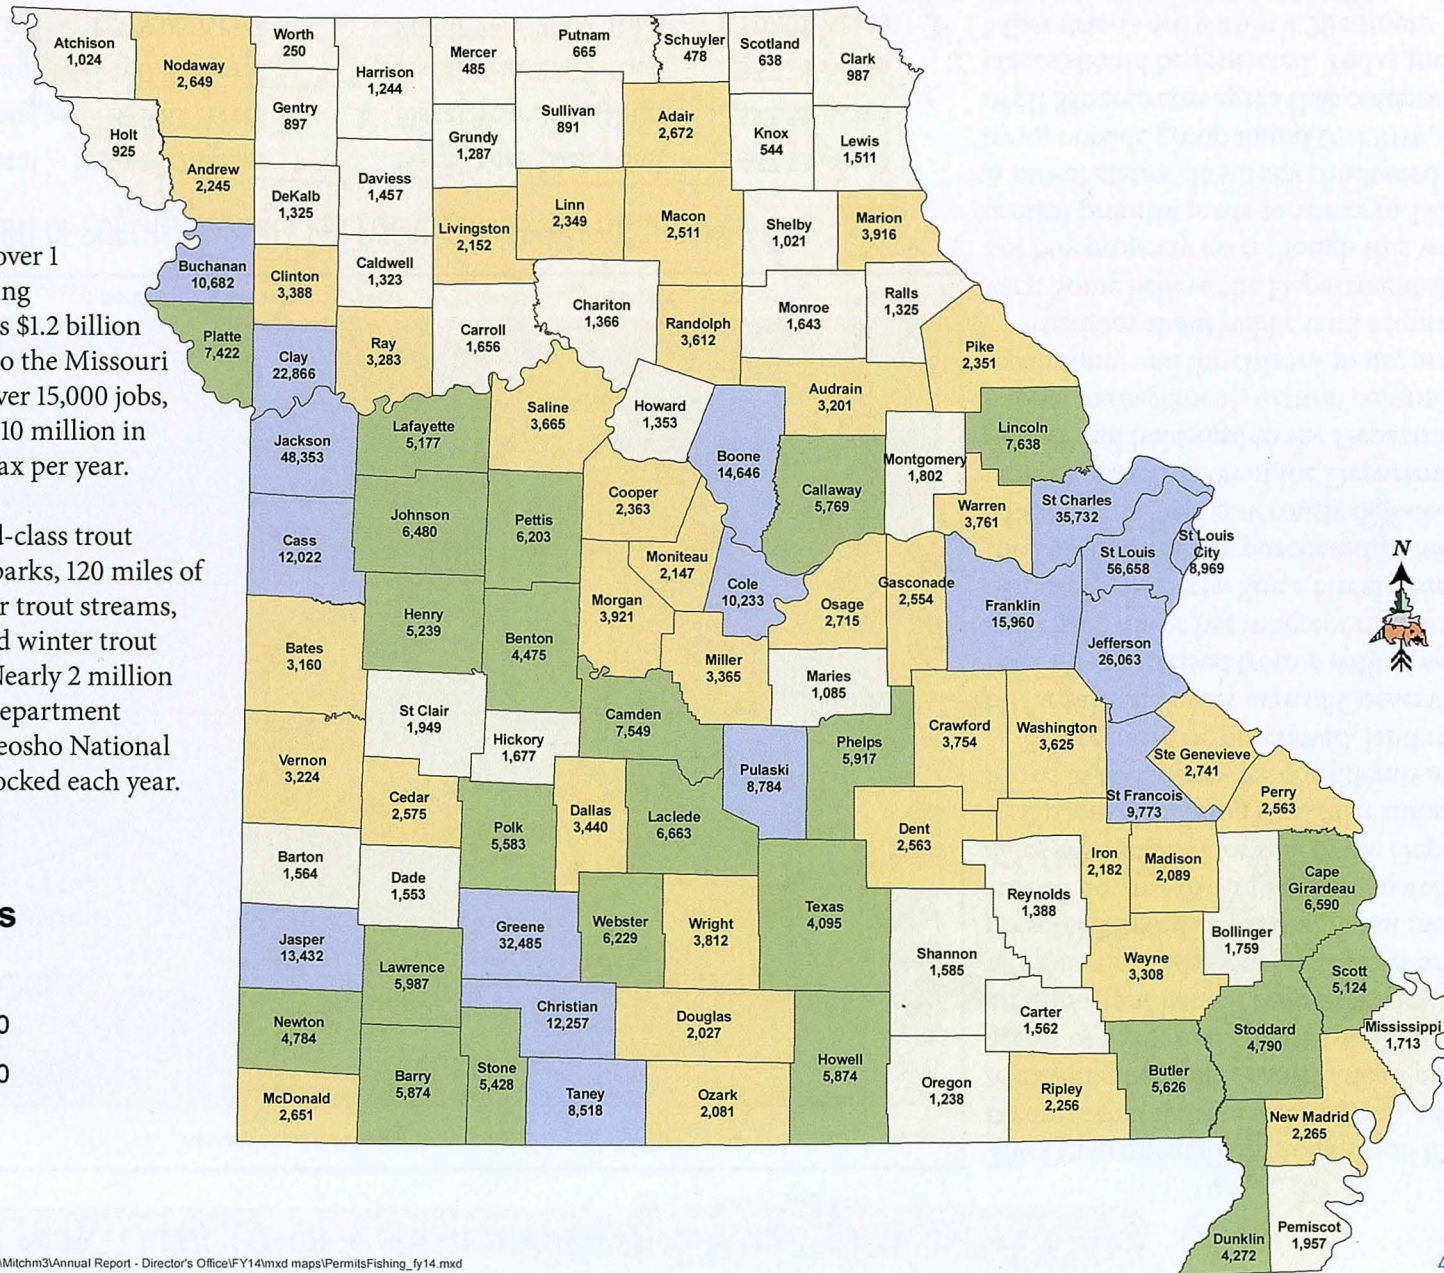 Atchison
1,024
Nodaway
2,649
Worth
250
Harrison
1,244
Mercer
485
Putnam
665
Schuyler
478
Scotland
638
Clark
987
Holt
925
Gentry
897
Grundy
1,287
Sullivan
891
Adair
2,672
Knox
544
Lewis
1,511
Andrew
2,245
DeKalb
1,325
Daviess
1,457
Livingston
2,152
Linn
2,349
Macon
2,511
Shelby
1,021
Marion
3,916
Buchanan
10,682
Clinton
3,388
Caldwell
1,323
Carroll
1,656
Chariton
1,366
Randolph
3,612
Monroe
1,643
Ralls
1,325
Platte
7,422
Clay
22,866
Ray
3,283
Pike
2,351
Audrain
3,201
Saline
3,665
Howard
1,353
Lafayette
5,177
Jackson
48,353
Boone
14,646
Callaway
5,769
Montgomery
1,802
Lincoln
7,638
Johnson
6,480
Pettis
6,203
Cooper
2,363
Warren
3,761
St Charles
35,732
St Louis
56,658
St Louis
City
8,969
Cass
12,022
Moniteau
2,147
Cole
10,233
Osage
2,715
Gasconade
2,554
Franklin
15,960
Jefferson
26,063
Henry
5,239
Benton
4,475
Morgan
3,921
Miller
3,365
Maries
1,085
Bates
3,160
St Clair
1,949
Hickory
1,677
Camden
7,549
Pulaski
8,784
Phelps
5,917
Crawford
3,754
Washington
3,625
Ste Genevieve
2,741
St Francois
9,773
Perry
2,563
Vernon
3,224
Cedar
2,575
Polk
5,583
Dallas
3,440
Laclede
6,663
Dent
2,563
Iron
2,182
Madison
2,089
Barton
1,564
Dade
1,553
Reynolds
1,388
Bollinger
1,759
Cape
Girardeau
6,590
Jasper
13,432
Lawrence
5,987
Greene
32,485
Webster
6,229
Wright
3,812
Texas
4,095
Shannon
1,585
Wayne
3,308
Scott
5,124
Newton
4,784
Christian
12,257
Douglas
2,027
Carter
1,562
Stoddard
4,790
Mississippi
1,713
McDonald
2,651
Barry
5,874
Stone
5,428
Taney
8,518
Ozark
2,081
Howell
5,874
Oregon
1,238
Ripley
2,256
Butler
5,626
New Madrid
2,265
Dunklin
4,272
Pemiscot
1,957
N
over 1
s $1.2 billion
o the Missouri
ver 15,000 jobs,
10 million in
ax per year.
l-class trout
parks, 120 miles of
r trout streams,
d winter trout
Nearly 2 million
epartment
eosho National
ocked each year.
s
0
0
\Mitchm3\Annual Report - Director's Office\FY14\mxd maps\PermitsFishing_fy14.mxd